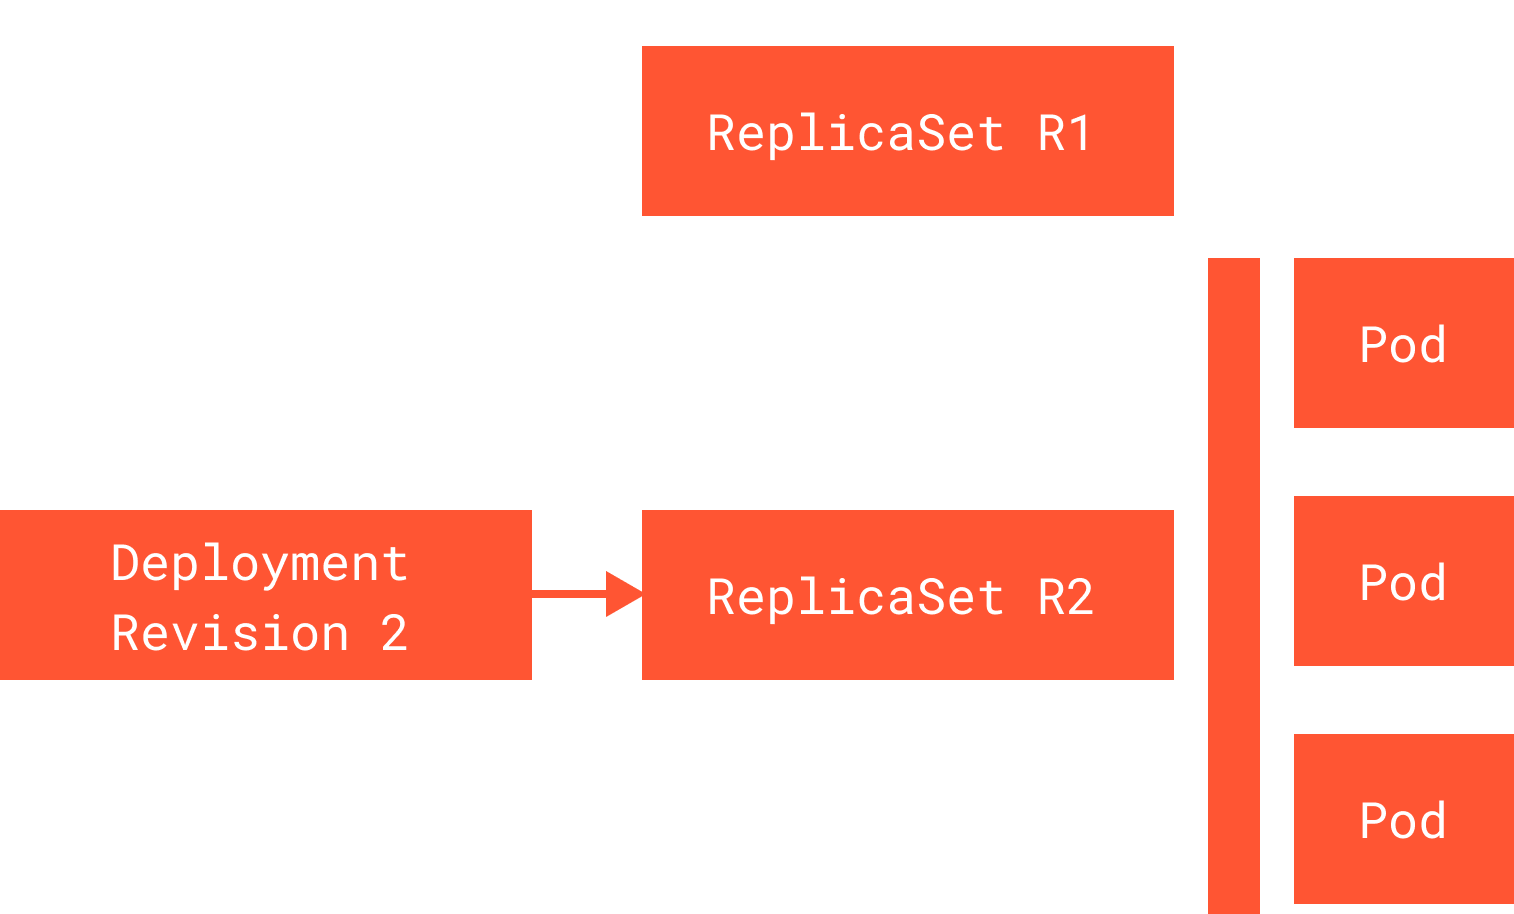 ReplicaSet R1
Pod
Deployment
Revision 2
ReplicaSet R2
Pod
Pod